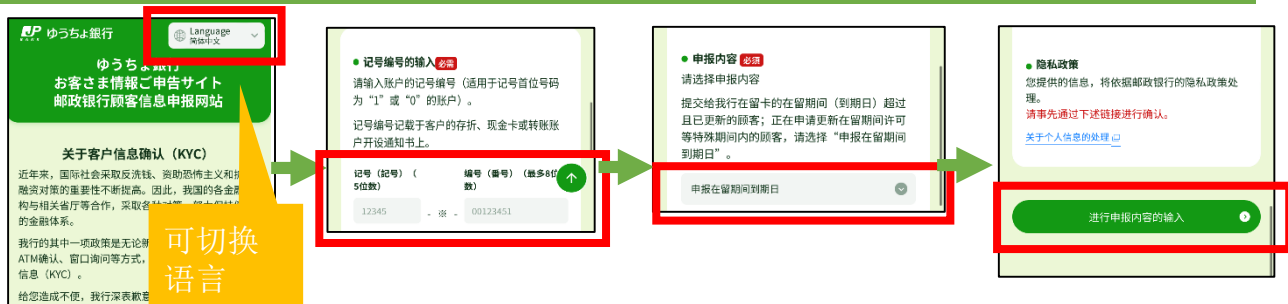 JP ゆうちょ銀行
Language
简体中文
ゆうちょ銀行
お客さま情報ご申告サイト
邮政银行顾客信息申报网站
关于客户信息确认（KYC）
近年来，国际社会采取反洗钱、资助恐怖主义和
融资对策的重要性不断提高。因此，我国的各金融
构与相关省厅等合作，采取各
的金融体系。
我行的其中一项政策是无论新
ATM确认、窗口询问等方式，
信息（KYC）。
给您造成不便，我行深表歉意
可切换
语言
记号编号的输入 必需
请输入账户的记号编号（适用于记号首位号码
为“1”或“0”的账户）。
记号编号记载于客户的存折、现金卡或转账账
户开设通知书上。
记号（記号）（
5位数）
编号（番号）（最多8位
数）
12345 - ※ - 00123451
申报内容 必须
请选择申报内容
提交给我行在留卡的在留期间（到期日）超过
且已更新的顾客；正在申请更新在留期间许可
等特殊期间内的顾客，请选择“申报在留期间
到期日”。
申报在留期间到期日
隐私政策
您提供的信息，将依据邮政银行的隐私政策处
理。
请事先通过下述链接进行确认。
关于个人信息的处理
进行申报内容的输入